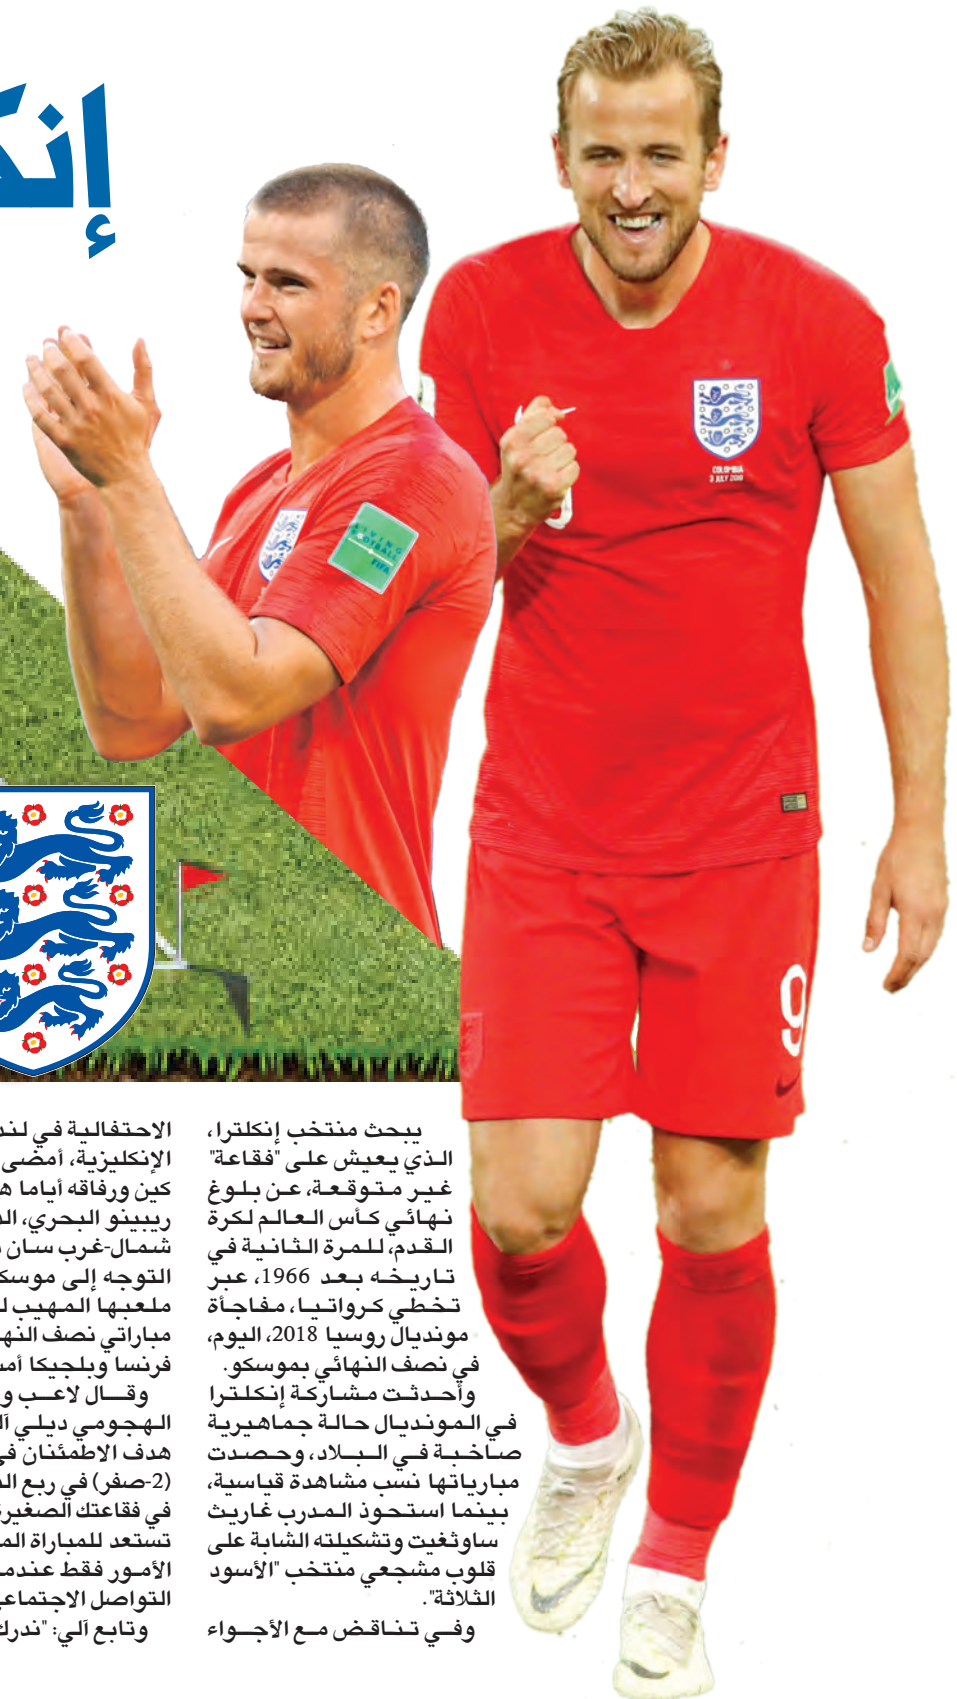 إنك
COLOMBIA
3 JULY 2018
LIVING
FOOTBALL
FIFA
9
يبحث منتخب إنكلترا،
الذي يعيش على "فقاعة"
غير متوقعة، عن بلوغ
نهائي كأس العالم لكرة
القدم، للمرة الثانية في
تاريخه بعد 1966، عبر
تخطي كرواتيا، مفاجأة
مونديال روسيا 2018، اليوم،
في نصف النهائي بموسكو.
وأحدثت مشاركة إنكلترا
في المونديال حالة جماهيرية
صاخبة في البلاد، وحصدت
مبارياتها نسب مشاهدة قياسية،
بينما استحوذ المدرب غاريث
ساوثغيت وتشكيلته الشابة على
قلوب مشجعي منتخب "الأسود
الثلاثة".
وفي تناقض مع الأجواء
الاحتفالية في لند
الإنكليزية، أمضى
كين ورفاقه أياما ه
ريبينو البحري، ال
شمال-غرب سان
التوجه إلى موسك
ملعبها المهيب ل
مباراتي نصف النه
فرنسا وبلجيكا أم
وقال لاعب و
الهجومي ديلي آل
هدف الاطمئنان في
(2-صفر) في ربع ال
في فقاعتك الصغير
تستعد للمباراة الم
الأمور فقط عندم
التواصل الاجتماع
وتابع آلي: "ندرك